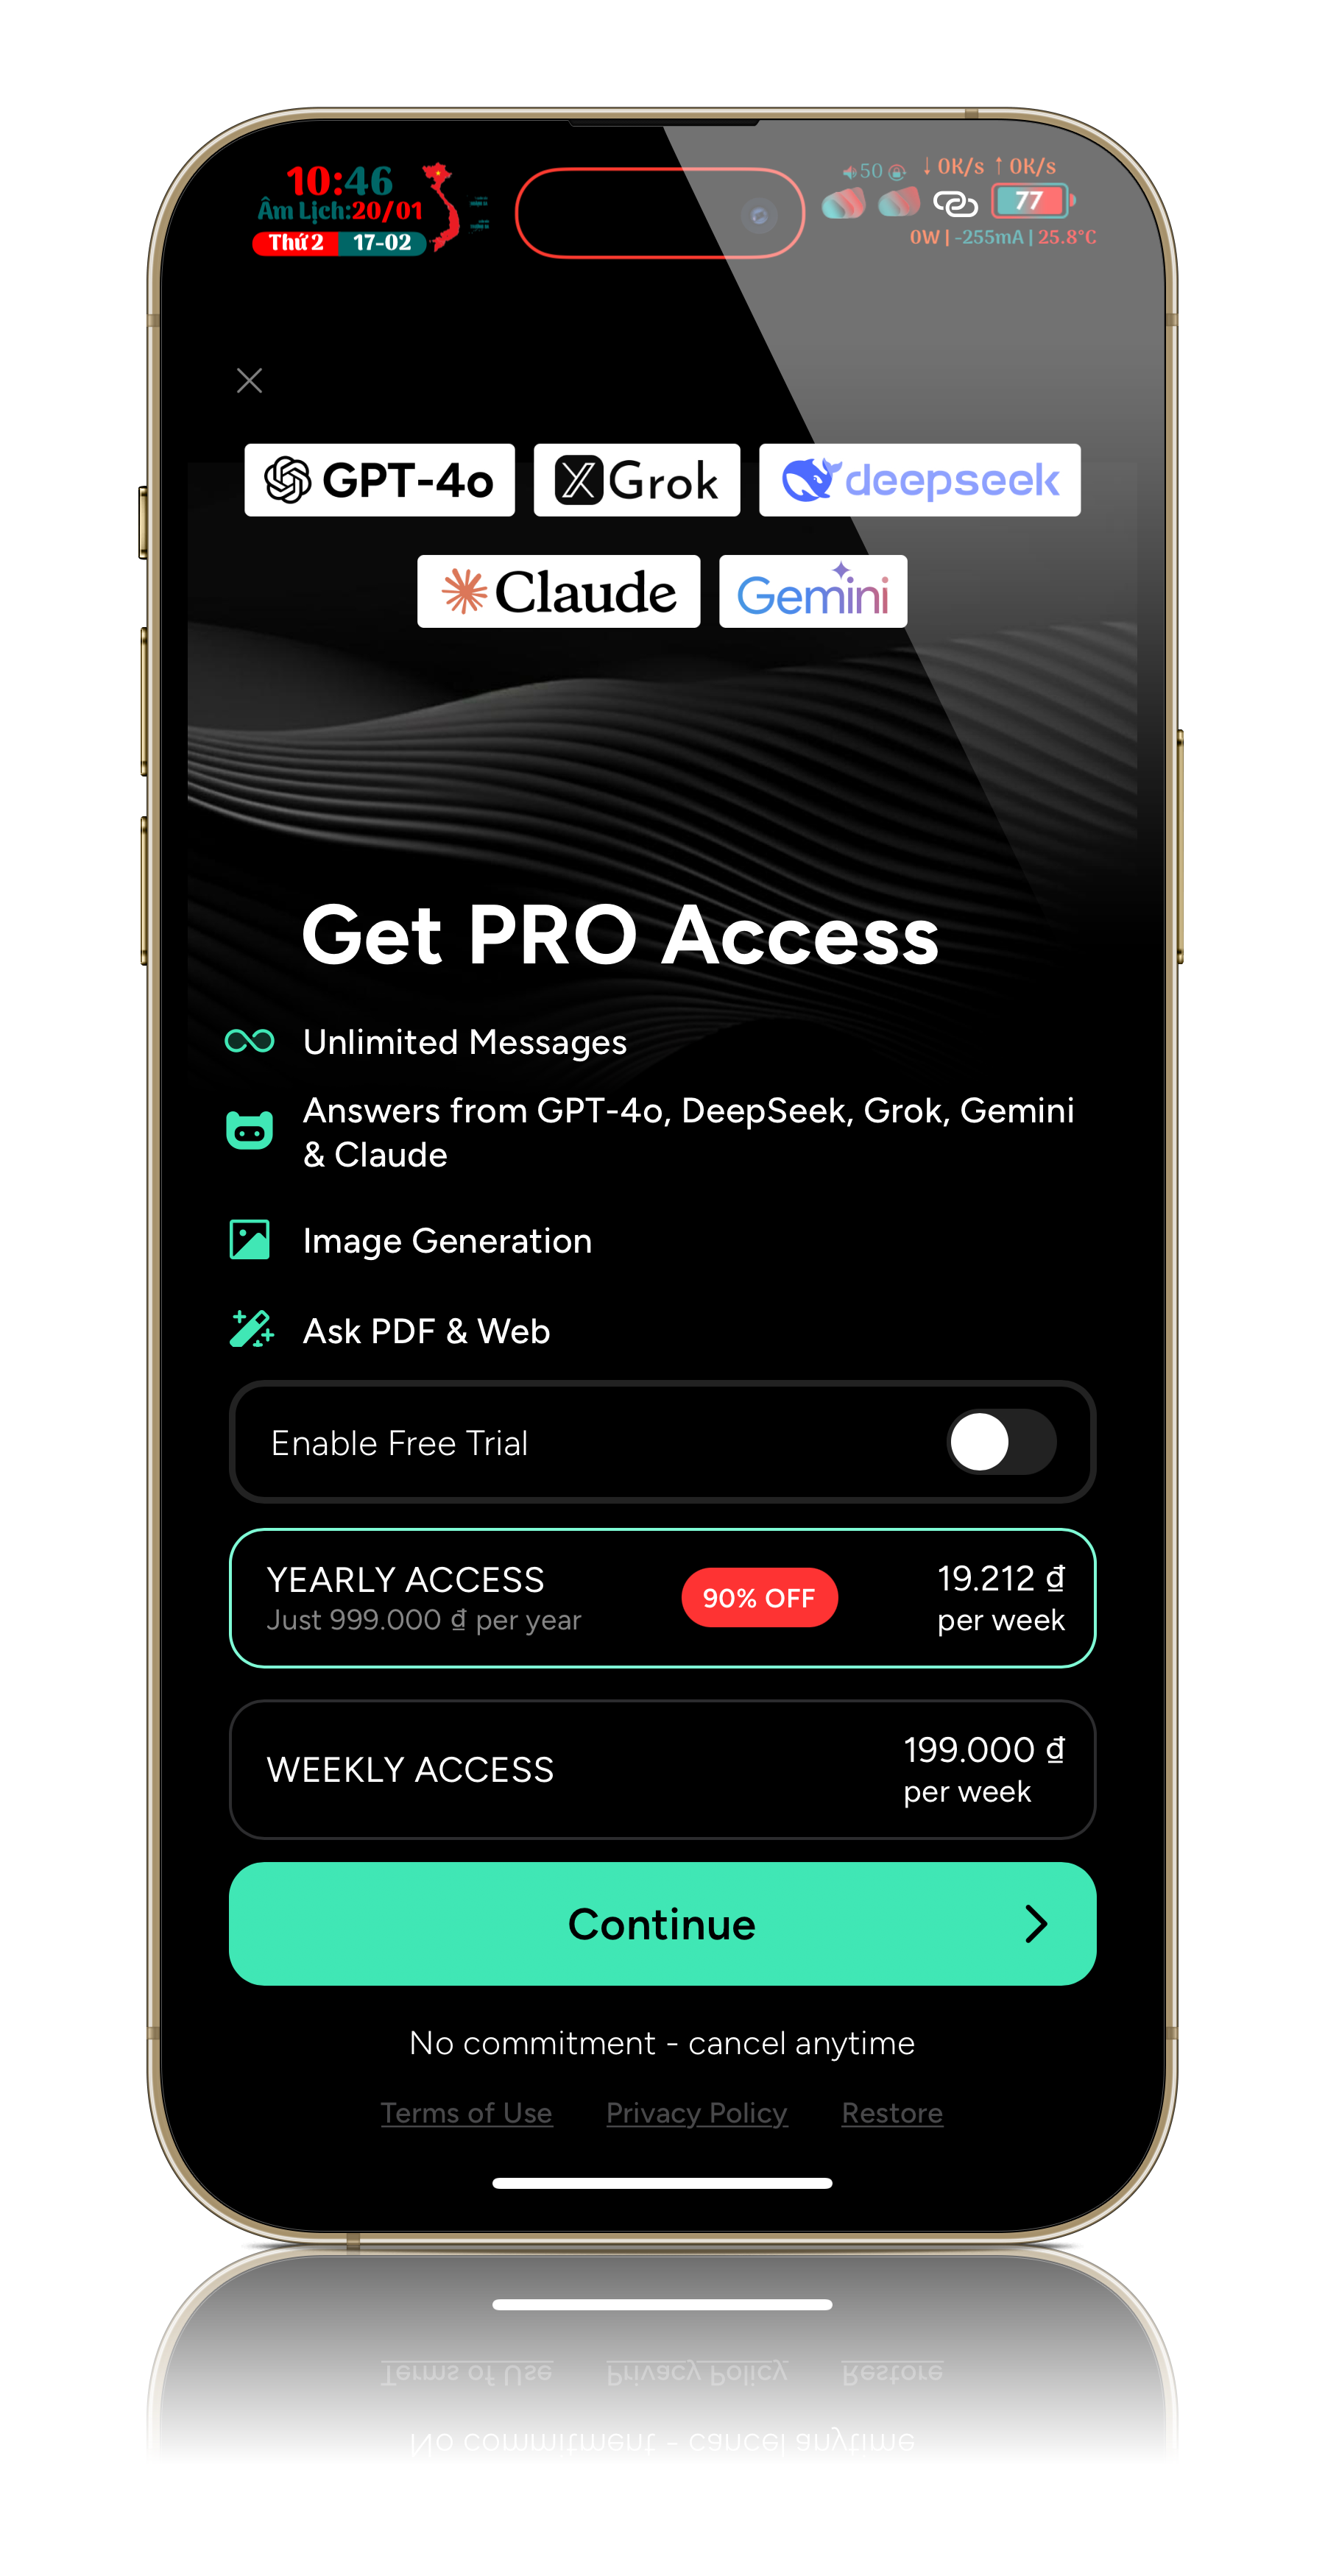 10:46
Âm Lịch:20/01
Thứ 2 17-02
50 ↓ 0K/s ↑ 0K/s
77
0W | -255mA | 25.8°C
GPT-4o Grok deepseek
Claude Gemini
Get PRO Access
Unlimited Messages
Answers from GPT-4o, DeepSeek, Grok, Gemini
& Claude
Image Generation
Ask PDF & Web
Enable Free Trial
YEARLY ACCESS
Just 999.000 ₫ per year
90% OFF
19.212 ₫
per week
WEEKLY ACCESS
199.000 ₫
per week
Continue
No commitment - cancel anytime
Terms of Use Privacy Policy Restore